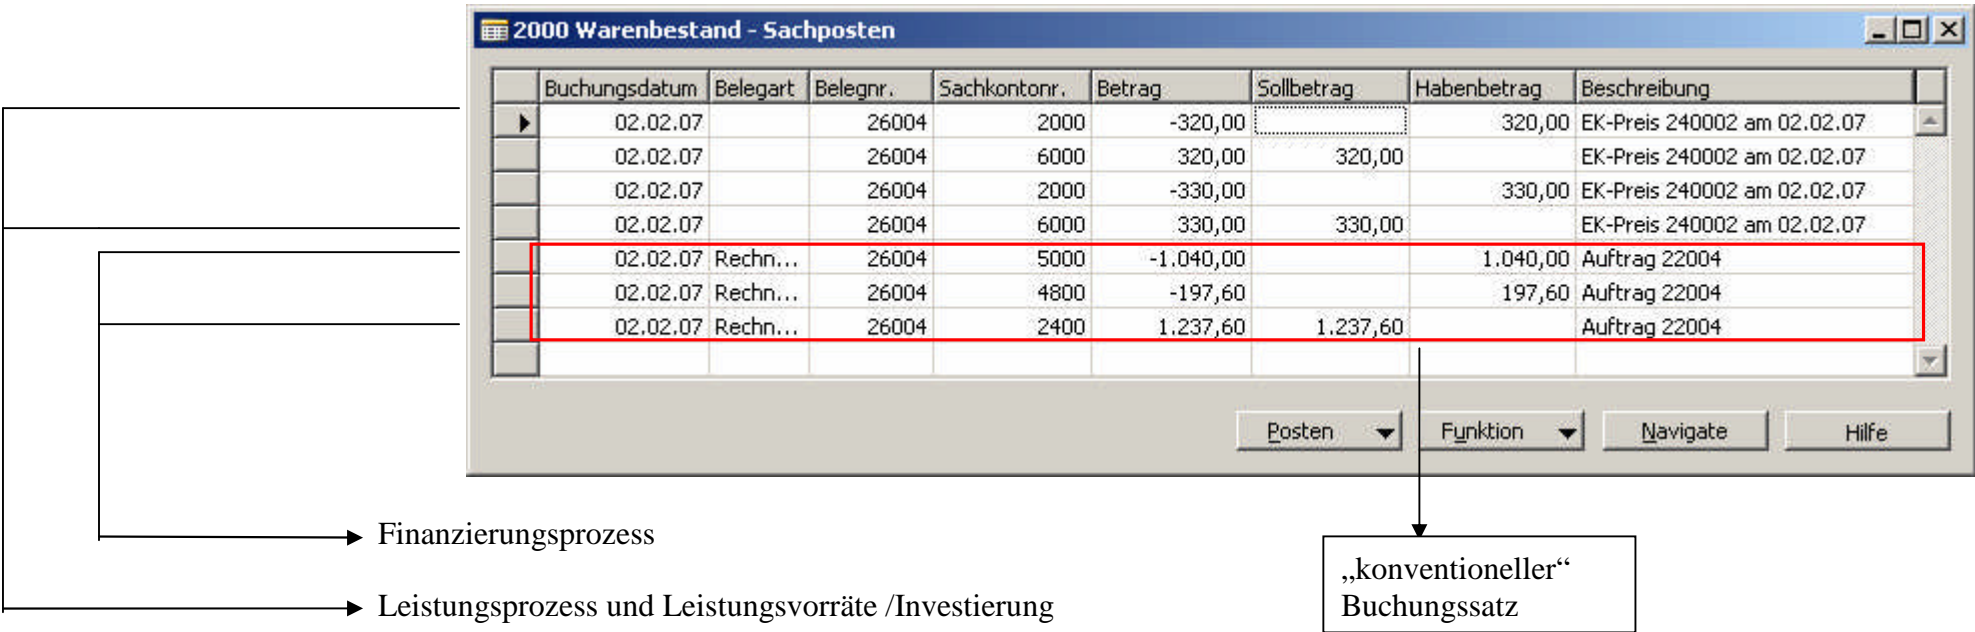 2000 Warenbestand - Sachposten
Buchungsdatum Belegart Belegnr. Sachkontonr. Betrag Sollbetrag Habenbetrag Beschreibung
02.02.07 26004 2000 -320,00 320,00 EK-Preis 240002 am 02.02.07
02.02.07 26004 6000 320,00 320,00 EK-Preis 240002 am 02.02.07
02.02.07 26004 2000 -330,00 330,00 EK-Preis 240002 am 02.02.07
02.02.07 26004 6000 330,00 330,00 EK-Preis 240002 am 02.02.07
02.02.07 Rechn... 26004 5000 -1.040,00 1.040,00 Auftrag 22004
02.02.07 Rechn... 26004 4800 -197,60 197,60 Auftrag 22004
02.02.07 Rechn... 26004 2400 1.237,60 1.237,60 Auftrag 22004
Posten Funktion Navigate Hilfe
Finanzierungsprozess
Leistungsprozess und Leistungsvorräte /Investierung
„konventioneller“
Buchungssatz